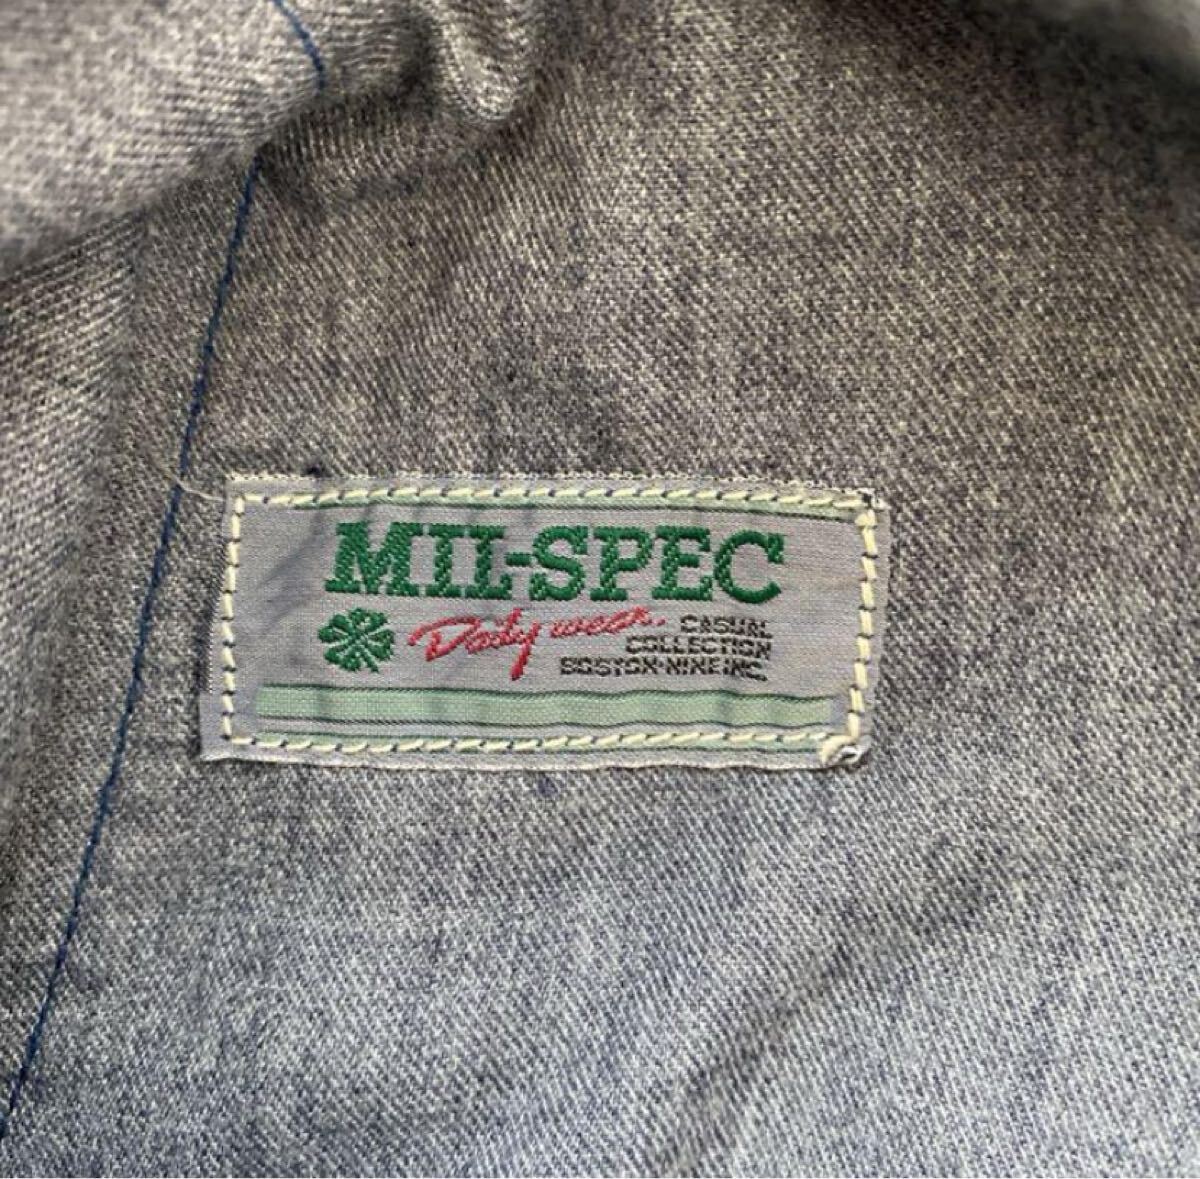 MIL-SPEC
Daily wear. CASUAL
COLLECTION
BOSTON-NINE INC.